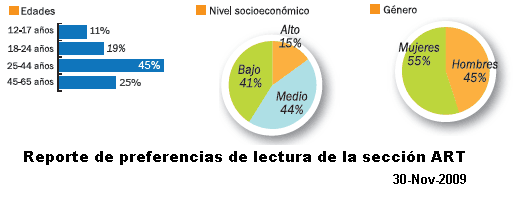 Edades
12-17 años 11%
18-24 años 19%
25-44 años 45%
45-65 años 25%
Nivel socioeconómico
Alto
15%
Bajo
41%
Medio
44%
Género
Mujeres
55%
Hombres
45%
Reporte de preferencias de lectura de la sección ART
30-Nov-2009